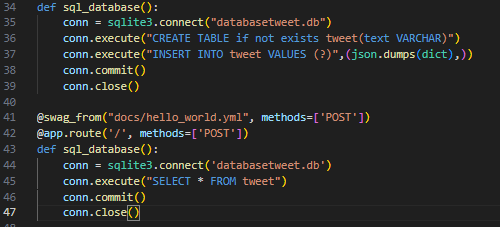 34 def sql_database():
35     conn = sqlite3.connect("databasetweet.db")
36     conn.execute("CREATE TABLE if not exists tweet(text VARCHAR)")
37     conn.execute("INSERT INTO tweet VALUES (?)",(json.dumps(dict),))
38     conn.commit()
39     conn.close()
40
41 @swag_from("docs/hello_world.yml", methods=['POST'])
42 @app.route('/', methods=['POST'])
43 def sql_database():
44     conn = sqlite3.connect('databasetweet.db')
45     conn.execute("SELECT * FROM tweet")
46     conn.commit()
47     conn.close()